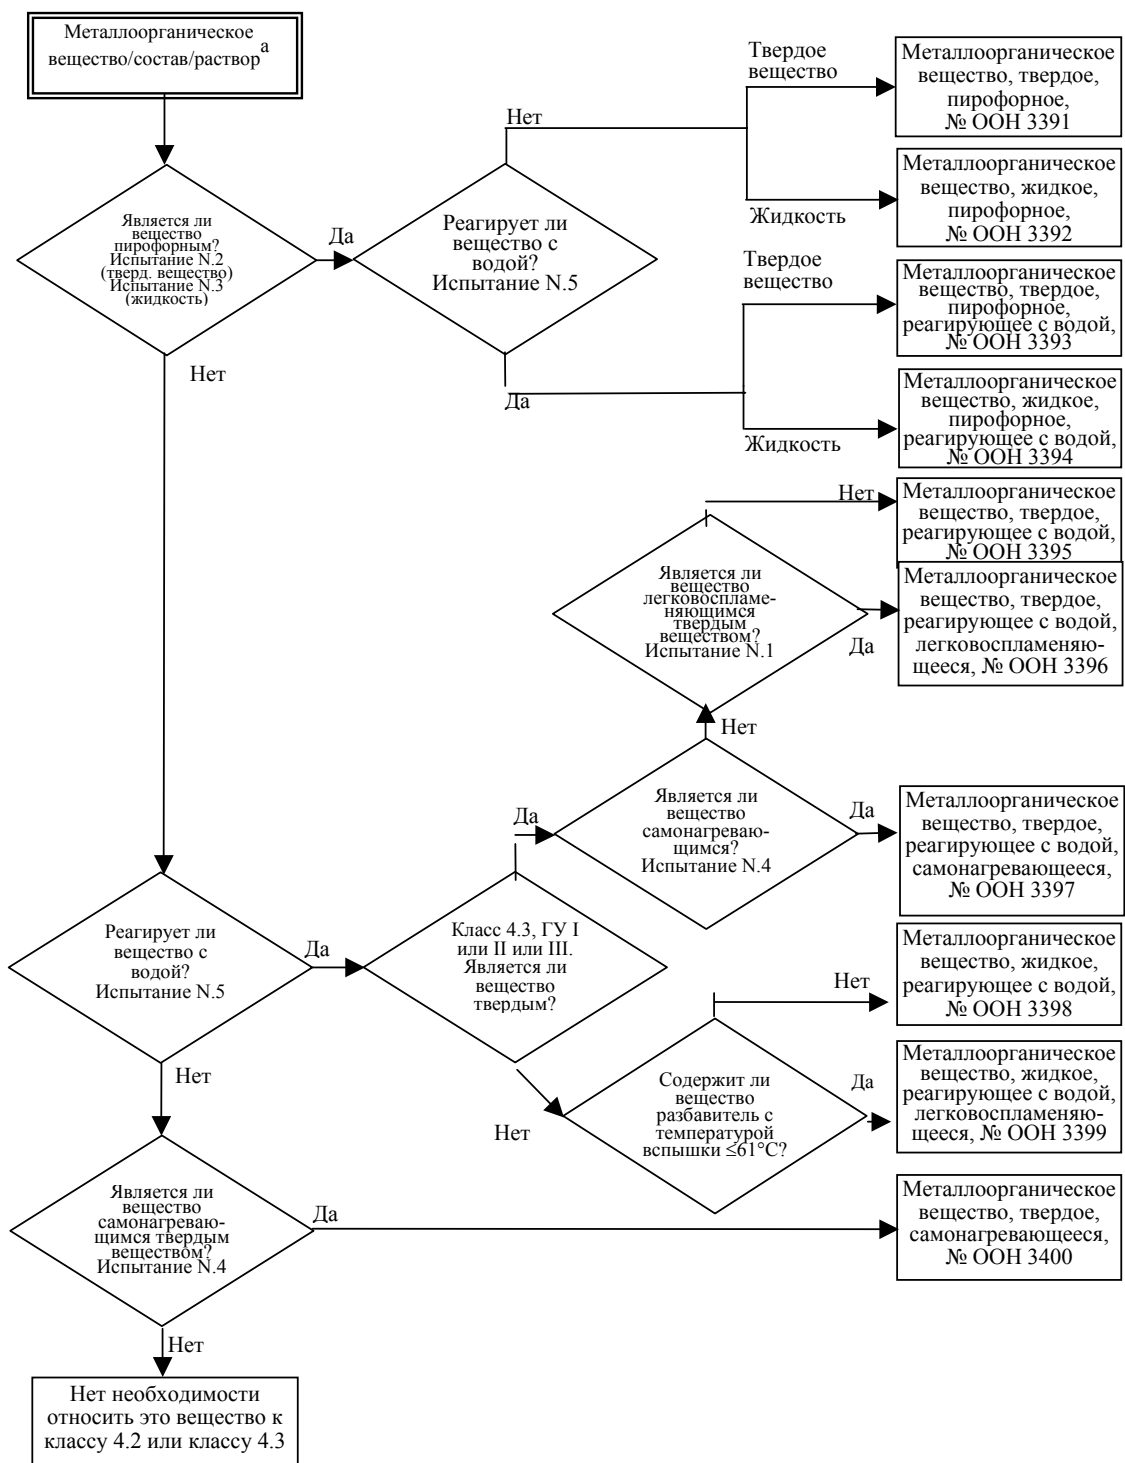 Металлоорганическое
вещество/состав/раствор a
Является ли
вещество
пирофорным?
Испытание N.2
(тверд. вещество)
Испытание N.3
(жидкость)
Да
Нет
Реагирует ли
вещество с
водой?
Испытание N.5
Нет
Да
Твердое
вещество
Жидкость
Твердое
вещество
Жидкость
Металлоорганическое
вещество, твердое,
пирофорное,
№ ООН 3391
Металлоорганическое
вещество, жидкое,
пирофорное,
№ ООН 3392
Металлоорганическое
вещество, твердое,
пирофорное,
реагирующее с водой,
№ ООН 3393
Металлоорганическое
вещество, жидкое,
пирофорное,
реагирующее с водой,
№ ООН 3394
Нет
Металлоорганическое
вещество, твердое,
реагирующее с водой,
№ ООН 3395
Является ли
вещество
легковоспламе-
няющимся
твердым
веществом?
Испытание N.1
Да
Металлоорганическое
вещество, твердое,
реагирующее с водой,
легковоспламеняю-
щееся, № ООН 3396
Нет
Является ли
вещество
самонагреваю-
щимся?
Испытание N.4
Да
Да
Металлоорганическое
вещество, твердое,
реагирующее с водой,
самонагревающееся,
№ ООН 3397
Реагирует ли
вещество с
водой?
Испытание N.5
Да
Нет
Класс 4.3, ГУ I
или II или III.
Является ли
вещество
твердым?
Нет
Нет
Металлоорганическое
вещество, жидкое,
реагирующее с водой,
№ ООН 3398
Содержит ли
вещество
разбавитель с
температурой
вспышки ≤61°C?
Да
Металлоорганическое
вещество, жидкое,
реагирующее с водой,
легковоспламеняю-
щееся, № ООН 3399
Является ли
вещество
самонагреваю-
щимся твердым
веществом?
Испытание N.4
Да
Металлоорганическое
вещество, твердое,
самонагревающееся,
№ ООН 3400
Нет
Нет необходимости
относить это вещество к
классу 4.2 или классу 4.3